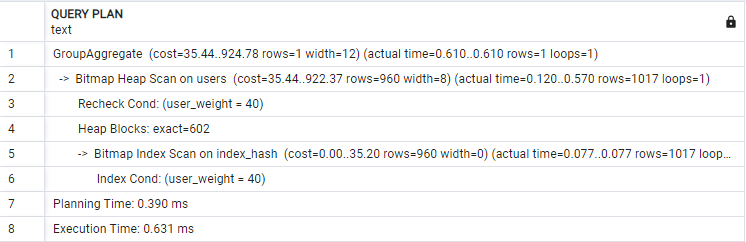 QUERY PLAN
text
1 GroupAggregate (cost=35.44..924.78 rows=1 width=12) (actual time=0.610..0.610 rows=1 loops=1)
2 -> Bitmap Heap Scan on users (cost=35.44..922.37 rows=960 width=8) (actual time=0.120..0.570 rows=1017 loops=1)
3 Recheck Cond: (user_weight = 40)
4 Heap Blocks: exact=602
5 -> Bitmap Index Scan on index_hash (cost=0.00..35.20 rows=960 width=0) (actual time=0.077..0.077 rows=1017 loop...
6 Index Cond: (user_weight = 40)
7 Planning Time: 0.390 ms
8 Execution Time: 0.631 ms